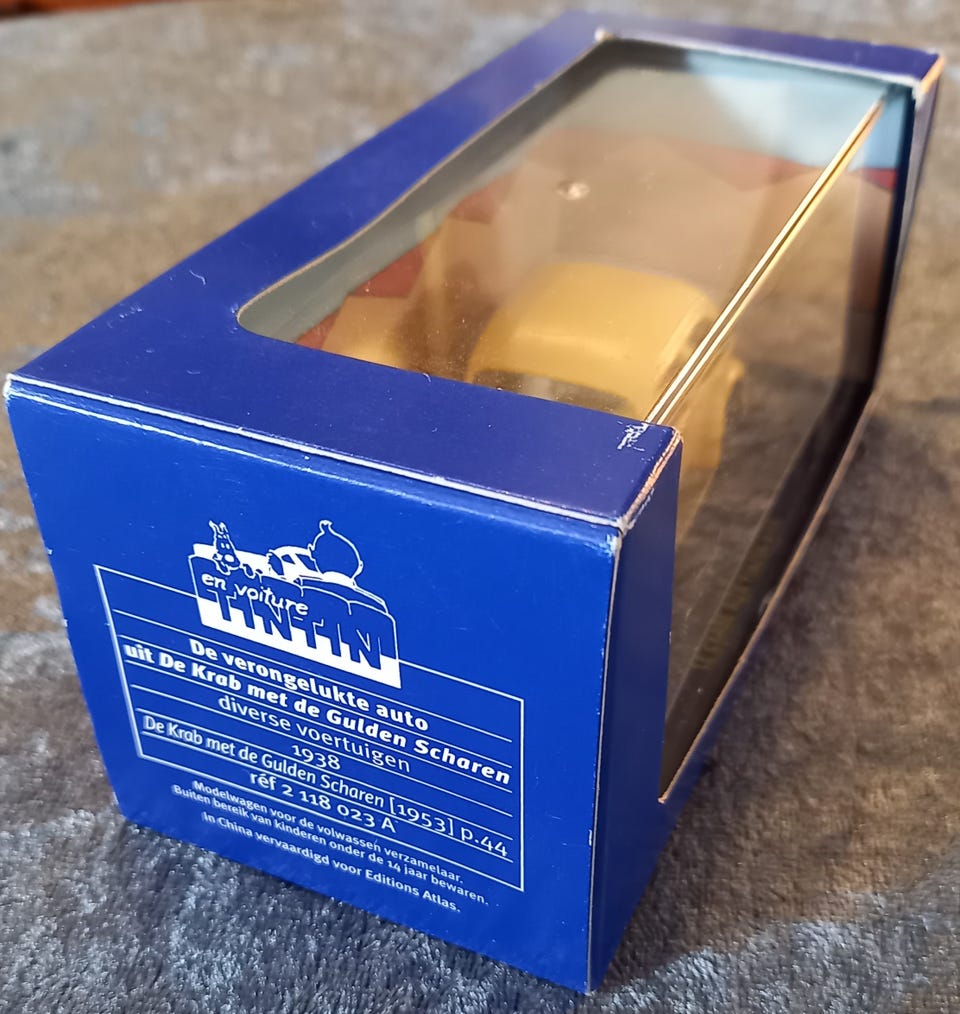 en voiture
TINTIN
De verongelukte auto
uit De Krab met de Gulden Scharen
diverse voertuigen
1938
De Krab met de Gulden Scharen [1953] p.44
réf 2 118 023 A
Modelwagen voor de volwassen verzamelaar.
Buiten bereik van kinderen onder de 14 jaar bewaren.
In China vervaardigd voor Editions Atlas.